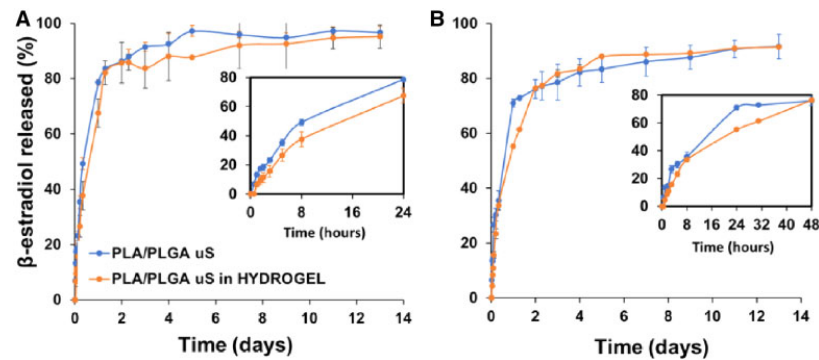 A
β-estradiol released (%)
100
80
60
40
20
0
0 2 4 6 8 10 12 14
Time (days)
80
60
40
20
0
0 8 16 24
Time (hours)
PLA/PLGA uS
PLA/PLGA uS in HYDROGEL
B
100
80
60
40
20
0
0 2 4 6 8 10 12 14
Time (days)
80
60
40
20
0
0 8 16 24 32 40 48
Time (hours)